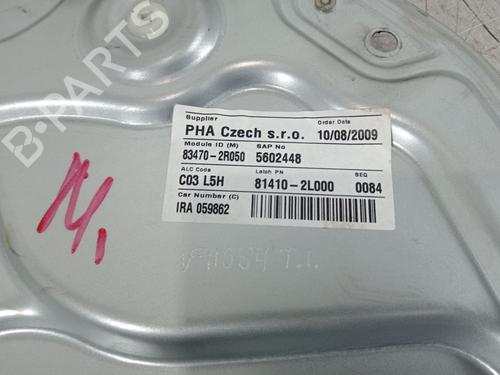 Supplier Order Date
PHA Czech s.r.o. 10/08/2009
Module ID (M) SAP No
83470-2R050 5602448
ALC Code Latch PN SEQ
C03 L5H 81410-2L000 0084
Car Number (C)
IRA 059862
B-PARTS